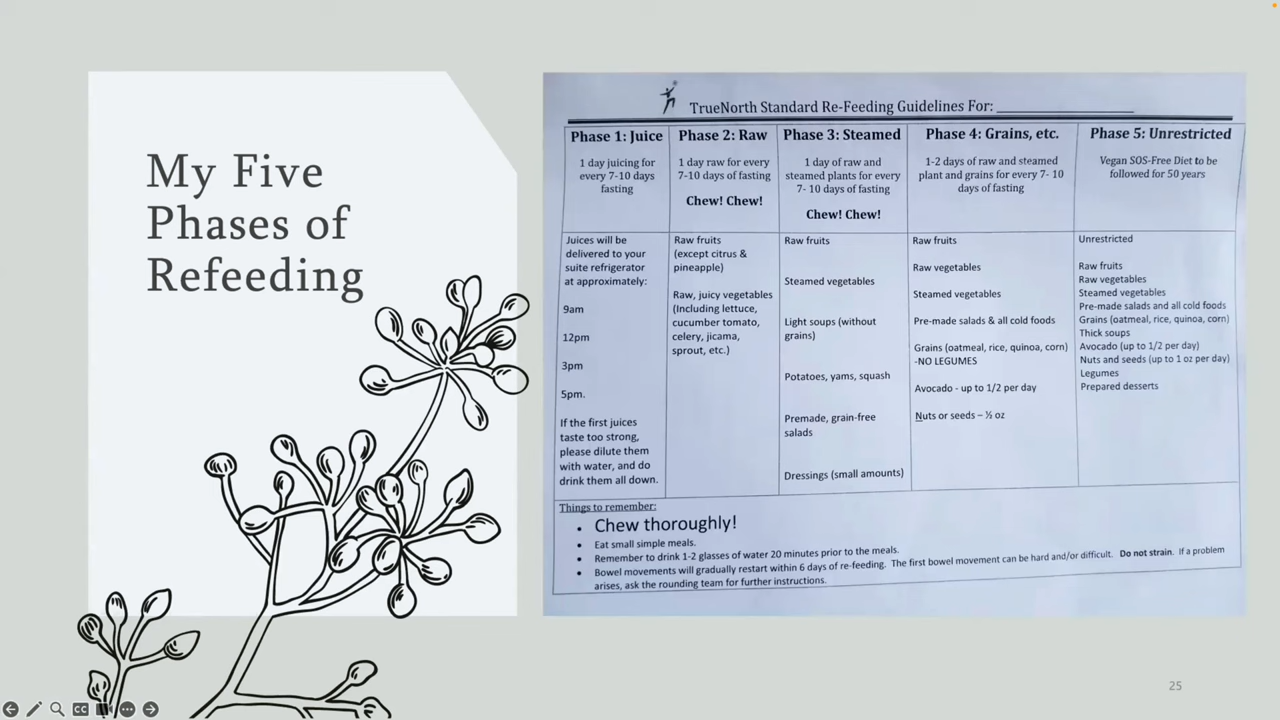 My Five
Phases of
Refeeding
TrueNorth Standard Re-Feeding Guidelines For: ____________________
Phase 1: Juice
1 day juicing for
every 7-10 days
fasting
Juices will be
delivered to your
suite refrigerator
at approximately:
9am
12pm
3pm
5pm.
If the first juices
taste too strong,
please dilute them
with water, and do
drink them all down.
Phase 2: Raw
1 day raw for every
7-10 days of fasting
Chew! Chew!
Raw fruits
(except citrus &
pineapple)
Raw, juicy vegetables
(Including lettuce,
cucumber tomato,
celery, jicama,
sprout, etc.)
Phase 3: Steamed
1 day of raw and
steamed plants for every
7- 10 days of fasting
Chew! Chew!
Raw fruits
Steamed vegetables
Light soups (without
grains)
Potatoes, yams, squash
Premade, grain-free
salads
Dressings (small amounts)
Phase 4: Grains, etc.
1-2 days of raw and steamed
plant and grains for every 7- 10
days of fasting
Raw fruits
Raw vegetables
Steamed vegetables
Pre-made salads & all cold foods
Grains (oatmeal, rice, quinoa, corn)
-NO LEGUMES
Avocado - up to 1/2 per day
Nuts or seeds – ½ oz
Phase 5: Unrestricted
Vegan SOS-Free Diet to be
followed for 50 years
Unrestricted
Raw fruits
Raw vegetables
Steamed vegetables
Pre-made salads and all cold foods
Grains (oatmeal, rice, quinoa, corn)
Thick soups
Avocado (up to 1/2 per day)
Nuts and seeds (up to 1 oz per day)
Legumes
Prepared desserts
Things to remember:
• Chew thoroughly!
• Eat small simple meals.
• Remember to drink 1-2 glasses of water 20 minutes prior to the meals.
• Bowel movements will gradually restart within 6 days of re-feeding. The first bowel movement can be hard and/or difficult. Do not strain. If a problem
arises, ask the rounding team for further instructions.
25
CC